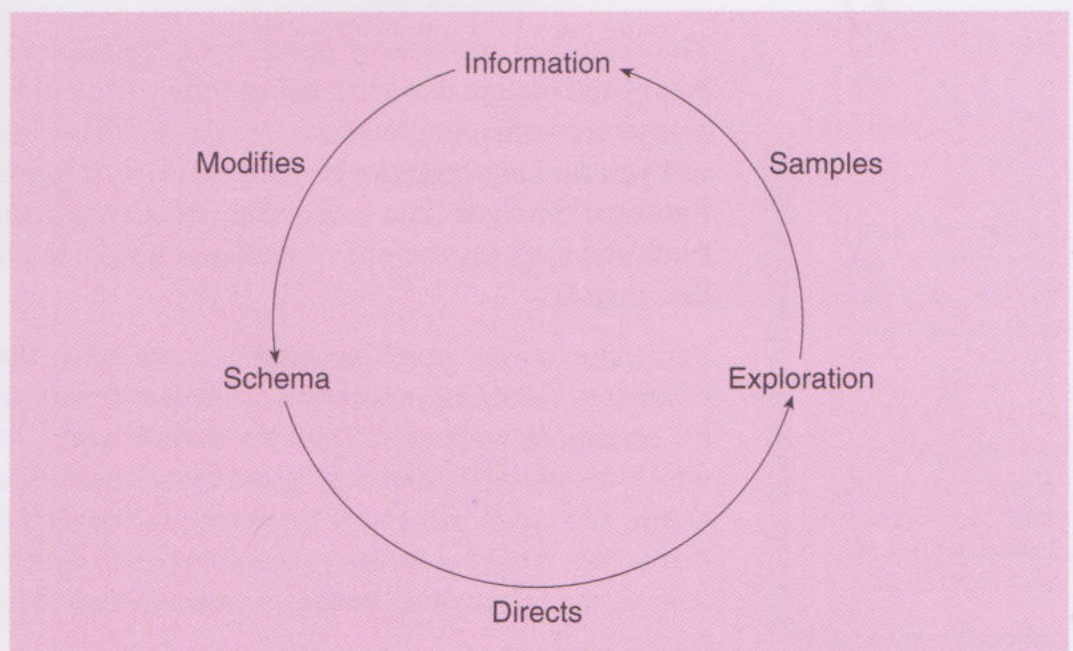 Information
Modifies
Samples
Schema
Exploration
Directs